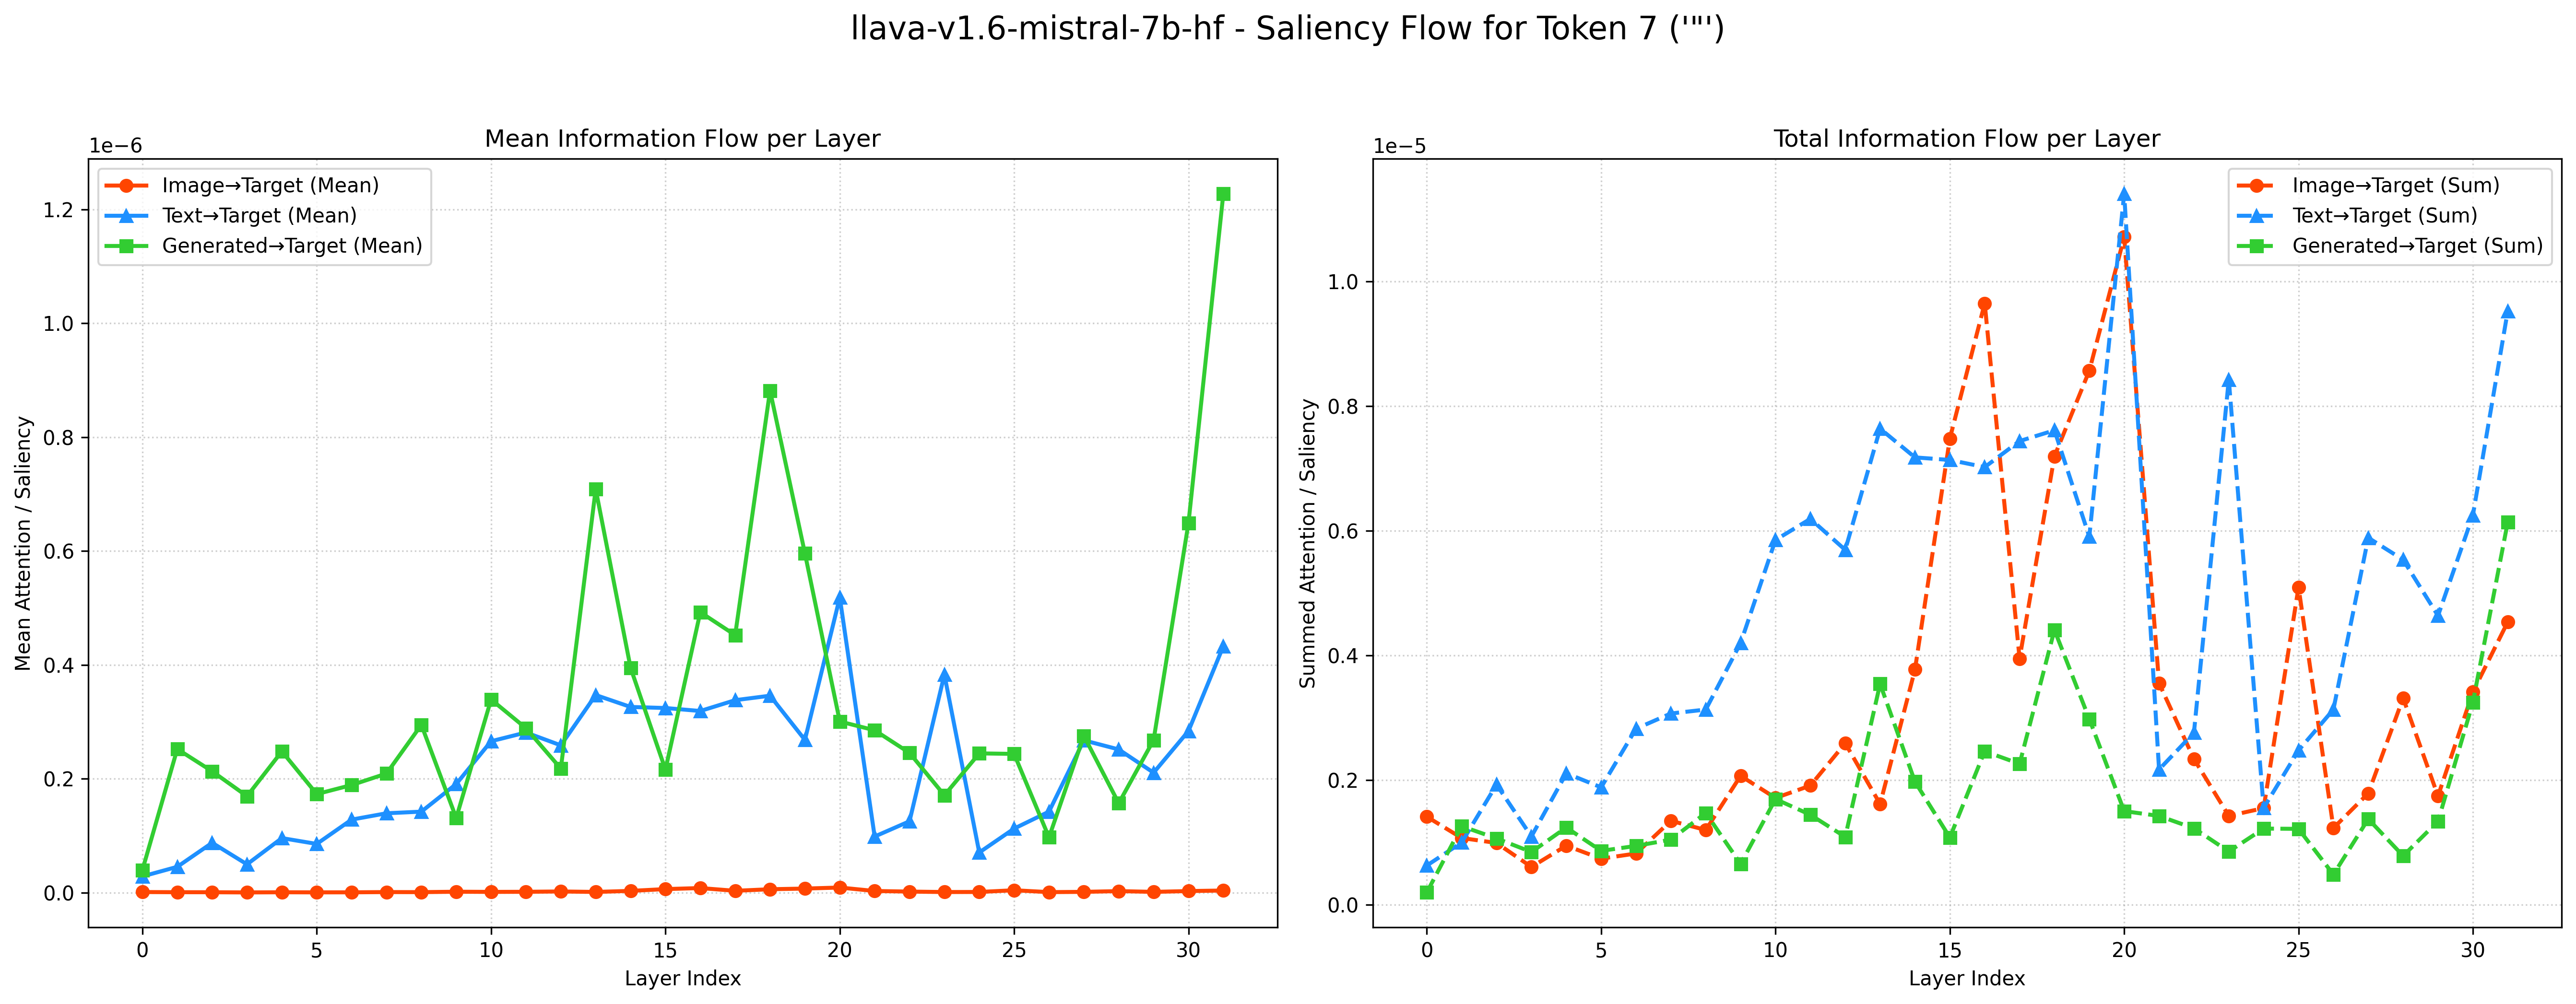 llava-v1.6-mistral-7b-hf - Saliency Flow for Token 7 ('"')
Mean Information Flow per Layer
1e−6
Image→Target (Mean)
Text→Target (Mean)
Generated→Target (Mean)
1.2
1.0
0.8
0.6
0.4
0.2
0.0
Mean Attention / Saliency
0 5 10 15 20 25 30
Layer Index
Total Information Flow per Layer
1e−5
Image→Target (Sum)
Text→Target (Sum)
Generated→Target (Sum)
1.0
0.8
0.6
0.4
0.2
0.0
Summed Attention / Saliency
0 5 10 15 20 25 30
Layer Index